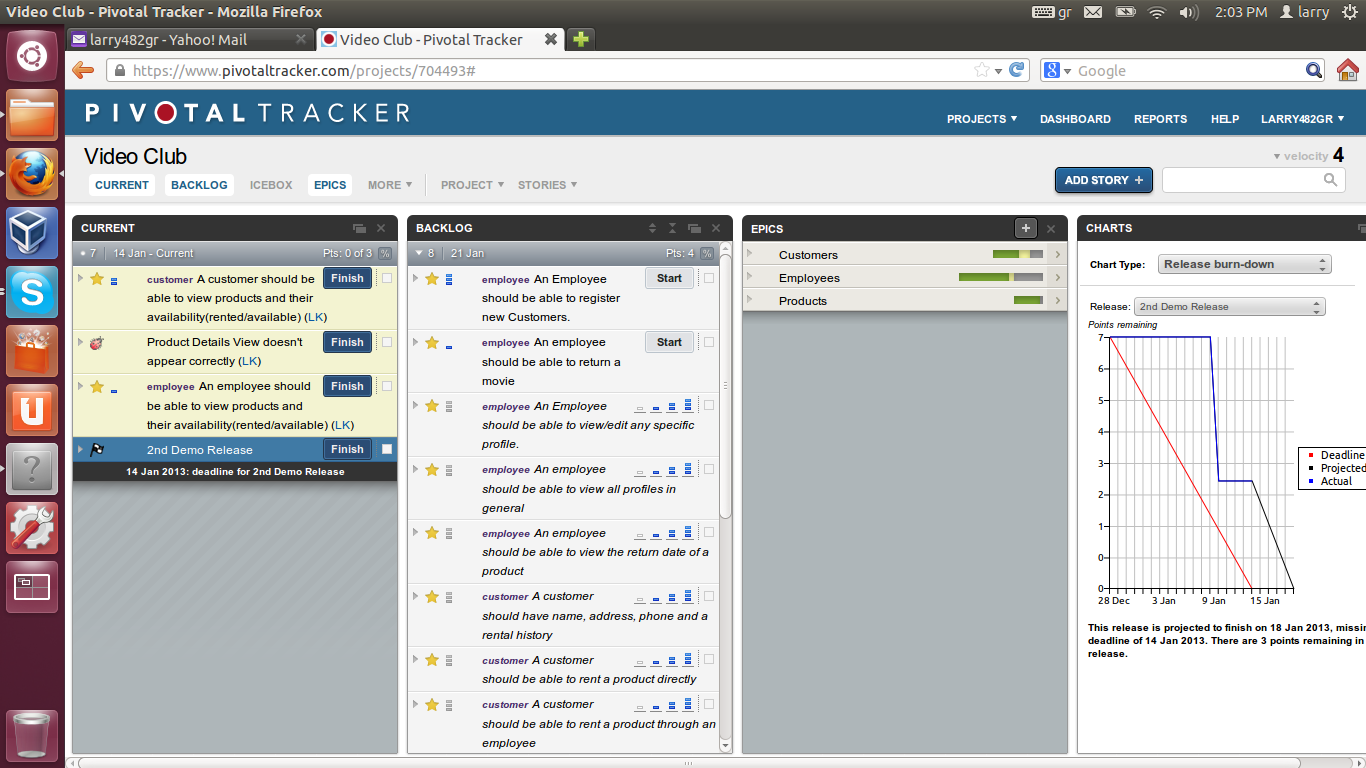 Video Club - Pivotal Tracker - Mozilla Firefox
gr
2:03 PM
larry
larry482gr - Yahoo! Mail
Video Club - Pivotal Tracker
https://www.pivotaltracker.com/projects/704493#
Google
PIVOTAL TRACKER
PROJECTS
DASHBOARD
REPORTS
HELP
LARRY482GR
Video Club
velocity 4
CURRENT
BACKLOG
ICEBOX
EPICS
MORE
PROJECT
STORIES
ADD STORY +
CURRENT
7
14 Jan - Current
Pts: 0 of 3
%
customer A customer should be
able to view products and their
availability(rented/available) (LK)
Finish
Product Details View doesn't
appear correctly (LK)
Finish
employee An employee should
be able to view products and
their availability(rented/available) (LK)
Finish
2nd Demo Release
Finish
14 Jan 2013: deadline for 2nd Demo Release
BACKLOG
8
21 Jan
Pts: 4
%
employee An Employee
should be able to register
new Customers.
Start
employee An employee
should be able to return a
movie
Start
employee An Employee
should be able to view/edit any specific
profile.
employee An employee
should be able to view all profiles in
general
employee An employee
should be able to view the return date of a
product
customer A customer
should have name, address, phone and a
rental history
customer A customer
should be able to rent a product directly
customer A customer
should be able to rent a product through an
employee
EPICS
+
Customers
Employees
Products
CHARTS
Chart Type:
Release burn-down
Release:
2nd Demo Release
Points remaining
7
6
5
4
3
2
1
0
0
28 Dec
3 Jan
9 Jan
15 Jan
Deadline
Projected
Actual
This release is projected to finish on 18 Jan 2013, missin
deadline of 14 Jan 2013. There are 3 points remaining in
release.